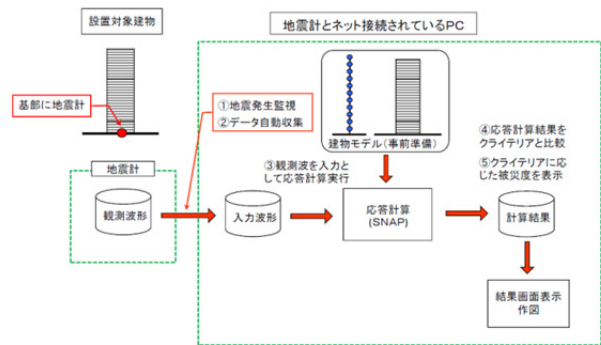 設置対象建物
基部に地震計
地震計とネット接続されているPC
①地震発生監視
②データ自動収集
建物モデル(事前準備)
地震計
観測波形
③観測波を入力と
して応答計算実行
入力波形
応答計算
(SNAP)
④応答計算結果を
クライテリアと比較
⑤クライテリアに応
じた被災度を表示
計算結果
結果画面表示
作図